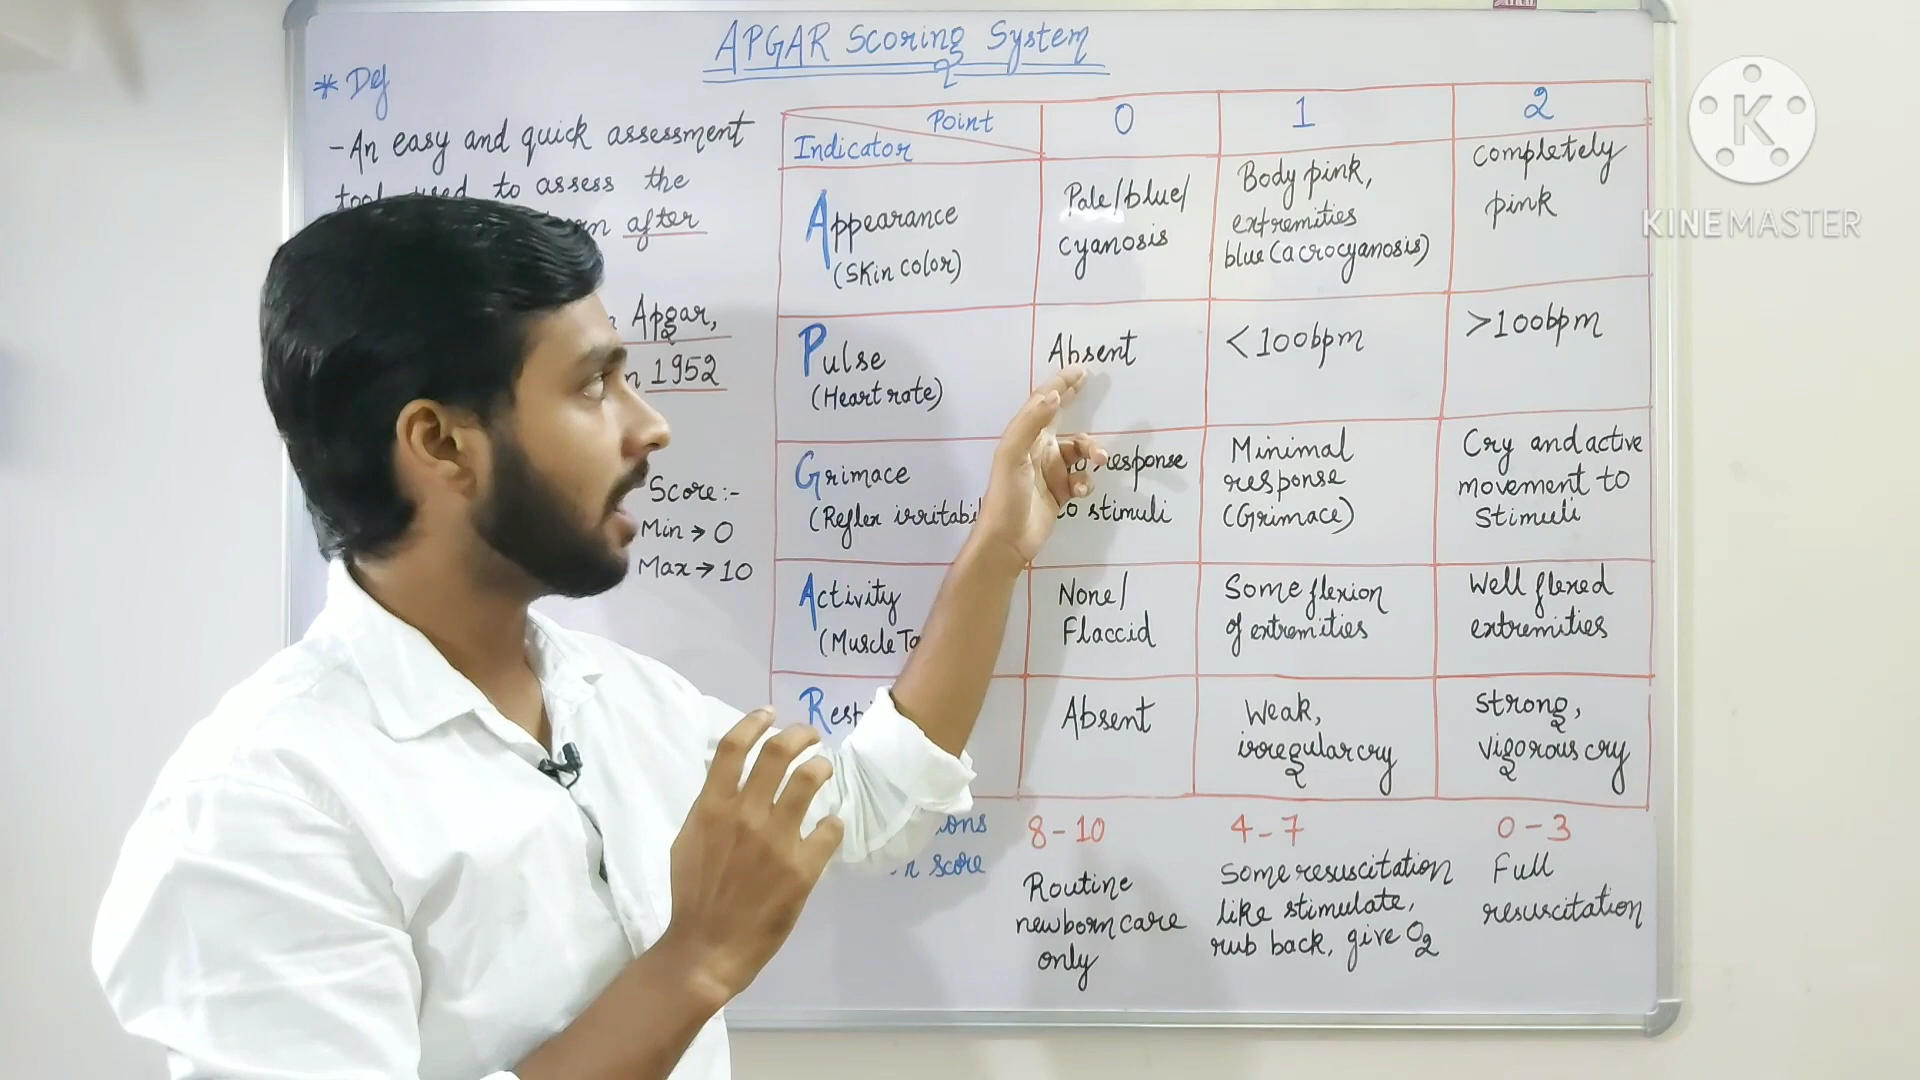 APGAR Scoring System
* Def
- An easy and quick assessment
used to assess the
after
Apgar,
1952
Score:-
Min → 0
Max → 10
Point
Indicator
0
1
2
Appearance
(Skin color)
Pale/blue/
cyanosis
Body pink,
extremities
blue (acrocyanosis)
completely
pink
Pulse
(Heart rate)
Absent
<100bpm
>100bpm
Grimace
(Reflex
response
stimuli
Minimal
response
(Grimace)
Cry and active
movement to
Stimuli
Activity
(Muscle
None/
Flaccid
Some flexion
of extremities
Well flexed
extremities
Absent
Weak,
irregular cry
Strong,
vigorous cry
score
8-10
Routine
newborn care
only
4-7
Some resuscitation
like stimulate,
rub back, give O2
0-3
Full
resuscitation
K
KINEMASTER